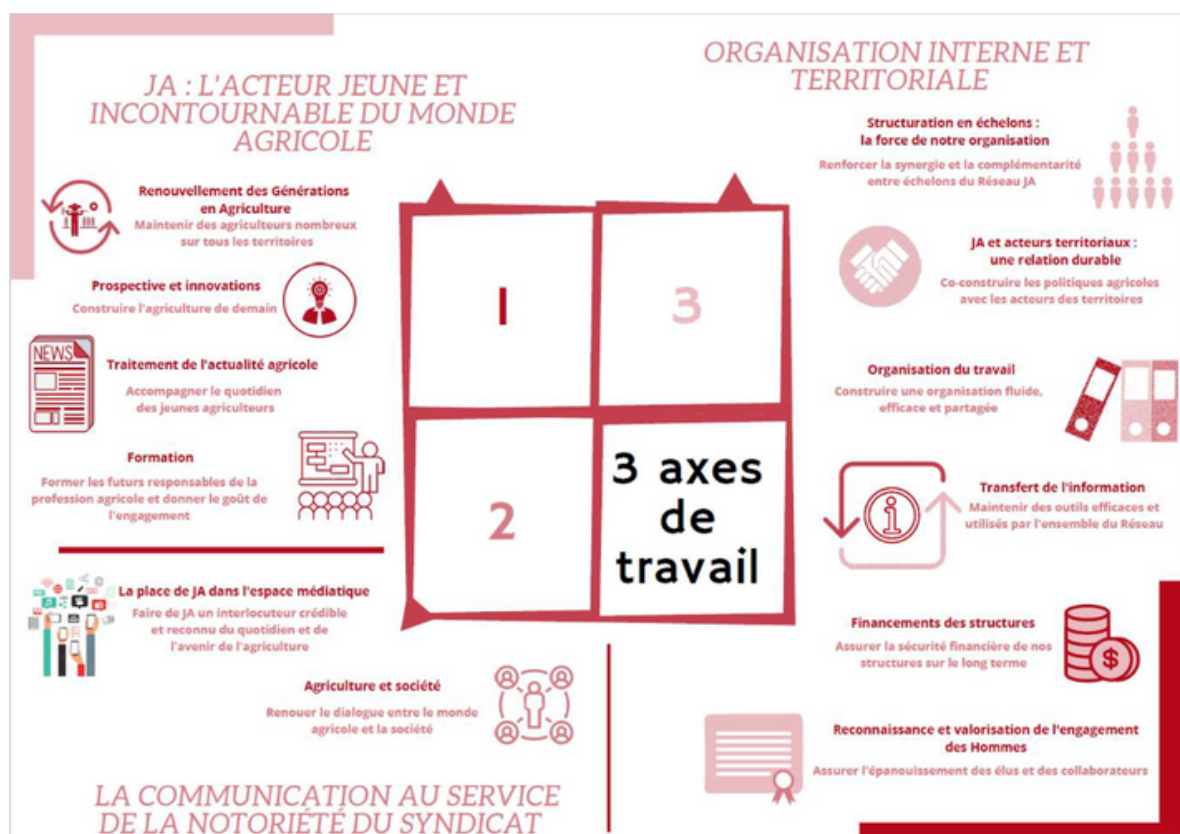 JA : L'ACTEUR JEUNE ET
INCONTOURNABLE DU MONDE
AGRICOLE
Renouvellement des Générations
en Agriculture
Maintenir des agriculteurs nombreux
sur tous les territoires
Prospective et innovations
Construire l'agriculture de demain
NEWS
Traitement de l'actualité agricole
Accompagner le quotidien
des jeunes agriculteurs
Formation
Former les futurs responsables de la
profession agricole et donner le goût de
l'engagement
La place de JA dans l'espace médiatique
Faire de JA un interlocuteur crédible
et reconnu du quotidien et de
l'avenir de l'agriculture
Agriculture et société
Renouer le dialogue entre le monde
agricole et la société
LA COMMUNICATION AU SERVICE
DE LA NOTORIÉTÉ DU SYNDICAT
1
3
2
3 axes
de
travail
ORGANISATION INTERNE ET
TERRITORIALE
Structuration en échelons :
la force de notre organisation
Renforcer la synergie et la complémentarité
entre échelons du Réseau JA
JA et acteurs territoriaux :
une relation durable
Co-construire les politiques agricoles
avec les acteurs des territoires
Organisation du travail
Construire une organisation fluide,
efficace et partagée
Transfert de l'information
Maintenir des outils efficaces et
utilisés par l'ensemble du Réseau
i
Financements des structures
Assurer la sécurité financière de nos
structures sur le long terme
$
Reconnaissance et valorisation de l'engagement
des Hommes
Assurer l'épanouissement des élus et des collaborateurs